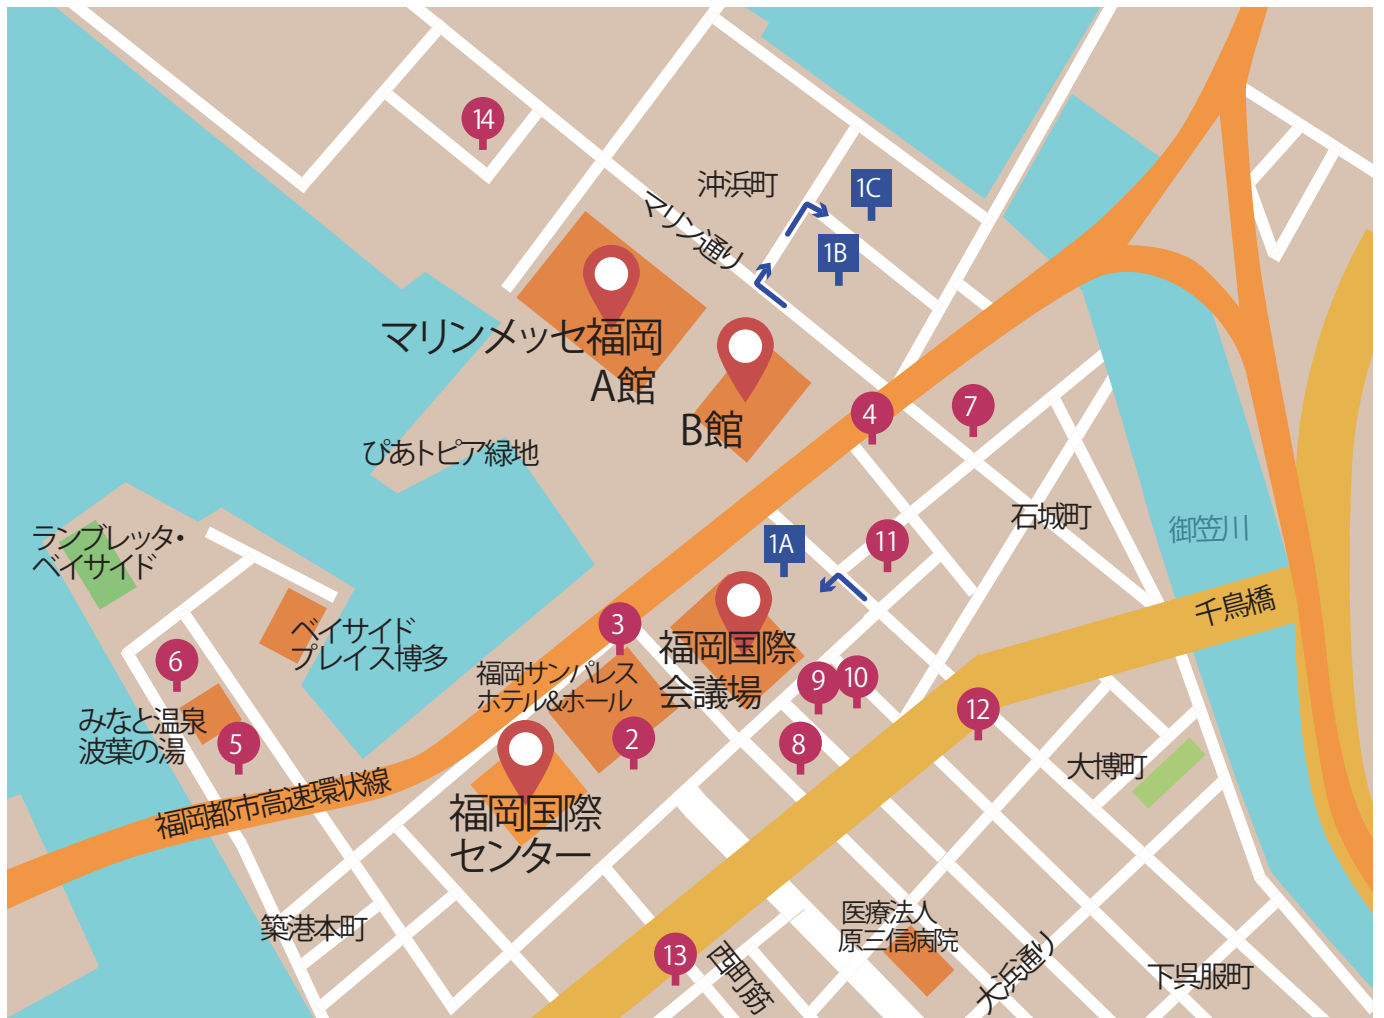 14
沖浜町
1C
マリン通り
1B
マリンメッセ福岡
A館
B館
4
7
ぴあトピア緑地
石城町
御笠川
ランブレッタ・
ベイサイド
1A
11
千鳥橋
ベイサイド
プレイス博多
3
福岡国際
会議場
6
福岡サンパレス
ホテル&ホール
9
10
みなと温泉
波葉の湯
5
2
8
12
大博町
福岡都市高速環状線
福岡国際
センター
築港本町
13
西町筋
医療法人
原三信病院
大浜通り
下呉服町